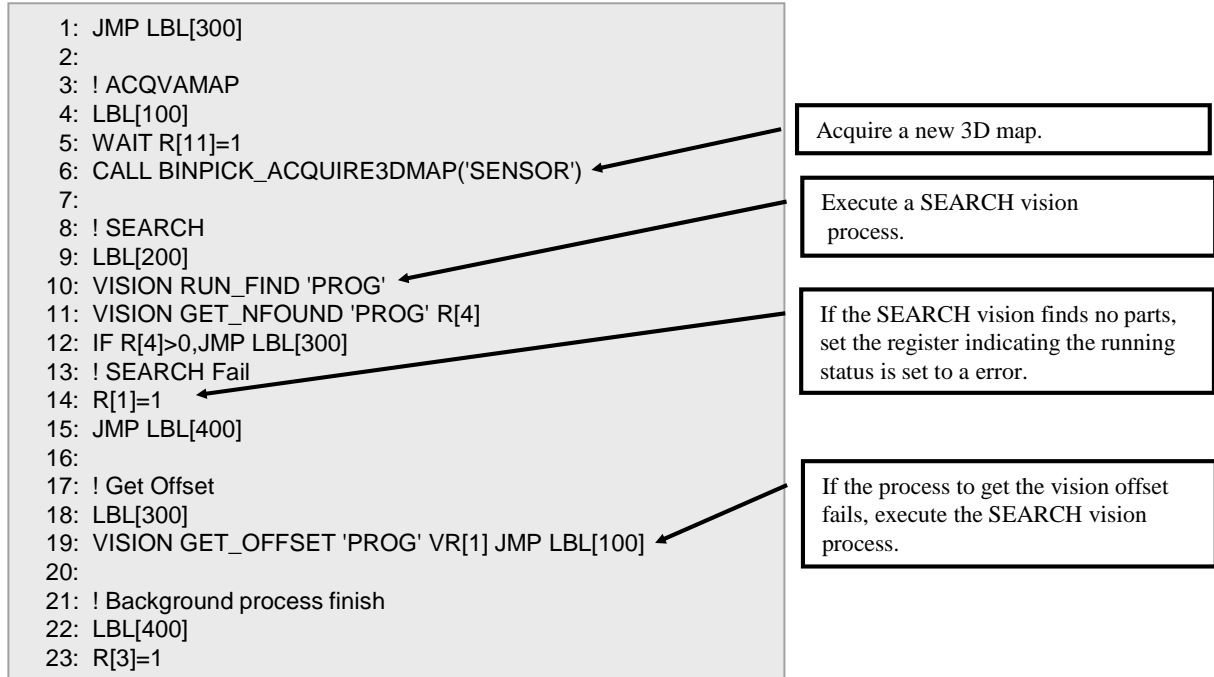 1: JMP LBL[300]
2:
3: ! ACQVAMAP
4: LBL[100]
5: WAIT R[11]=1
6: CALL BINPICK_ACQUIRE3DMAP('SENSOR')
7:
8: ! SEARCH
9: LBL[200]
10: VISION RUN_FIND 'PROG'
11: VISION GET_NFOUND 'PROG' R[4]
12: IF R[4]>0,JMP LBL[300]
13: ! SEARCH Fail
14: R[1]=1
15: JMP LBL[400]
16:
17: ! Get Offset
18: LBL[300]
19: VISION GET_OFFSET 'PROG' VR[1] JMP LBL[100]
20:
21: ! Background process finish
22: LBL[400]
23: R[3]=1
Acquire a new 3D map.
Execute a SEARCH vision
process.
If the SEARCH vision finds no parts,
set the register indicating the running
status is set to a error.
If the process to get the vision offset
fails, execute the SEARCH vision
process.